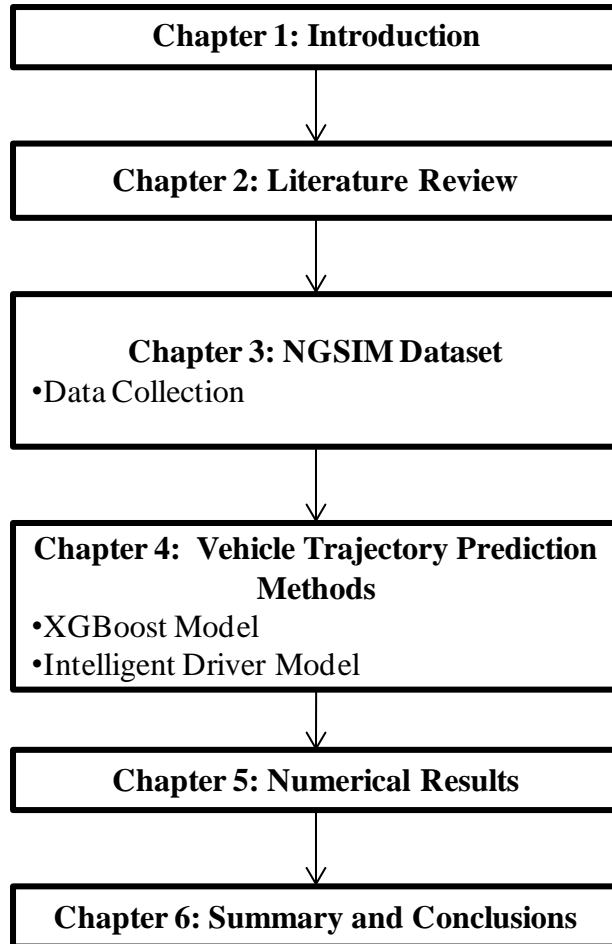 Chapter 1: Introduction
Chapter 2: Literature Review
Chapter 3: NGSIM Dataset
•Data Collection
Chapter 4:  Vehicle Trajectory Prediction
Methods
•XGBoost Model
•Intelligent Driver Model
Chapter 5: Numerical Results
Chapter 6: Summary and Conclusions